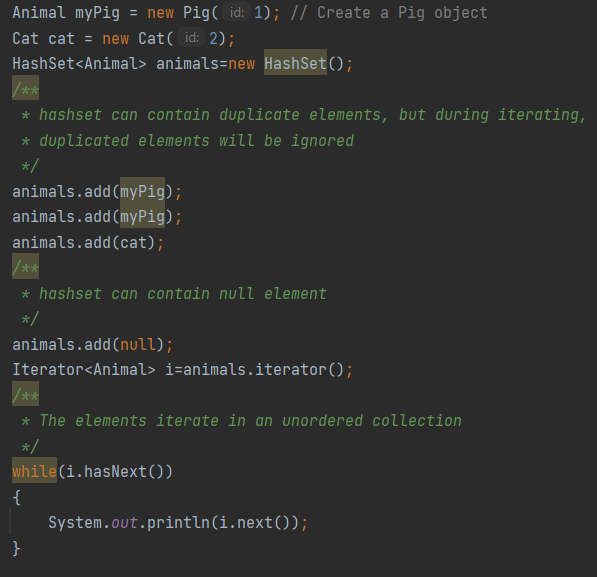 Animal myPig = new Pig( id: 1); // Create a Pig object
Cat cat = new Cat( id: 2);
HashSet<Animal> animals=new HashSet();
/**
 * hashset can contain duplicate elements, but during iterating,
 * duplicated elements will be ignored
 */
animals.add(myPig);
animals.add(myPig);
animals.add(cat);
/**
 * hashset can contain null element
 */
animals.add(null);
Iterator<Animal> i=animals.iterator();
/**
 * The elements iterate in an unordered collection
 */
while(i.hasNext())
{
    System.out.println(i.next());
}